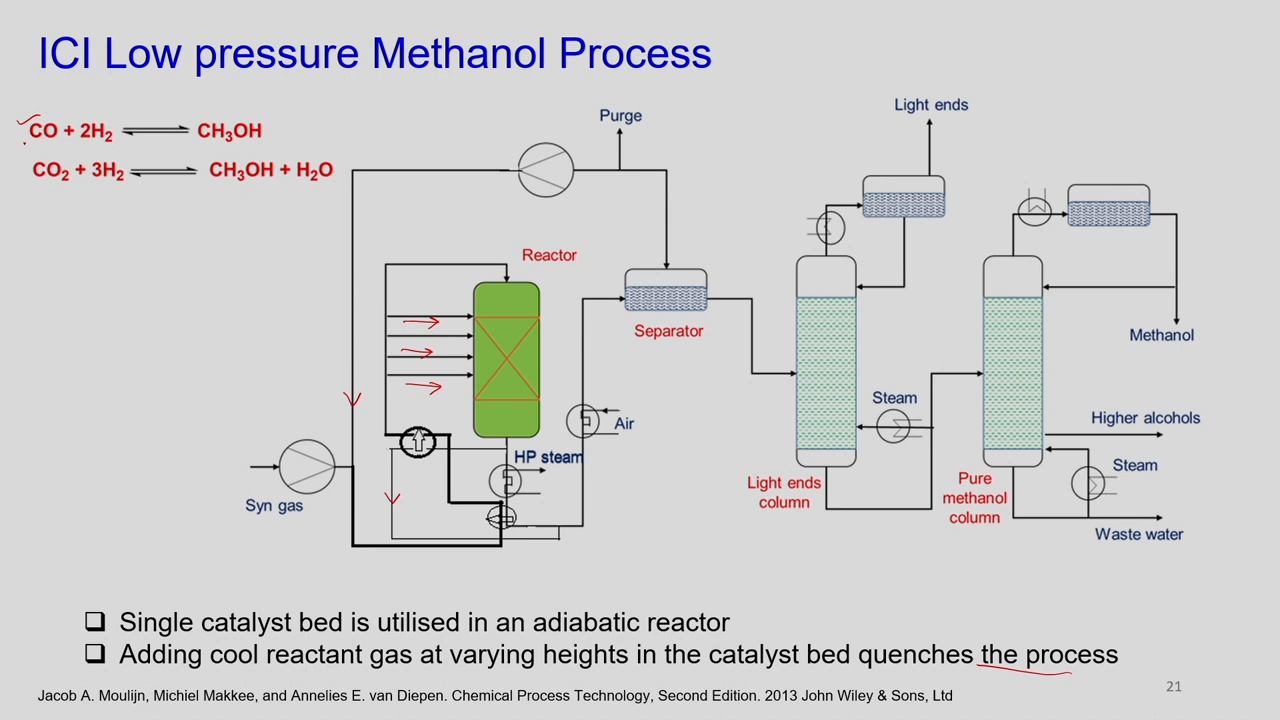 ICI Low pressure Methanol Process
CO + 2H₂ ⇌ CH₃OH
CO₂ + 3H₂ ⇌ CH₃OH + H₂O
Purge
Light ends
Reactor
Separator
Methanol
Air
Steam
Higher alcohols
HP steam
Steam
Syn gas
Light ends
column
Pure
methanol
column
Waste water
❑ Single catalyst bed is utilised in an adiabatic reactor
❑ Adding cool reactant gas at varying heights in the catalyst bed quenches the process
Jacob A. Moulijn, Michiel Makkee, and Annelies E. van Diepen. Chemical Process Technology, Second Edition. 2013 John Wiley & Sons, Ltd
21